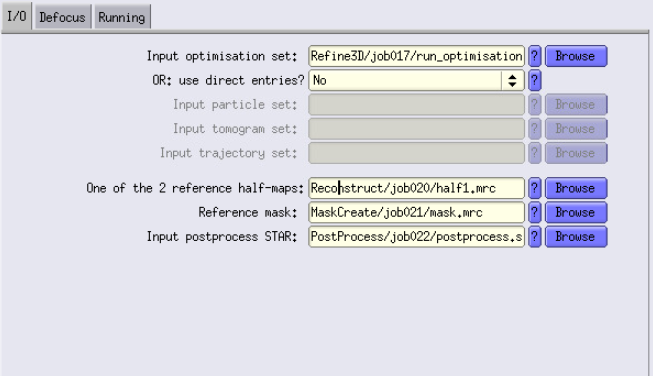 I/O Defocus Running
Input optimisation set: Refine3D/job017/run_optimisation ? Browse
OR: use direct entries? No ?
Input particle set: ? Browse
Input tomogram set: ? Browse
Input trajectory set: ? Browse
One of the 2 reference half-maps: Reconstruct/job020/half1.mrc ? Browse
Reference mask: MaskCreate/job021/mask.mrc ? Browse
Input postprocess STAR: PostProcess/job022/postprocess.s ? Browse